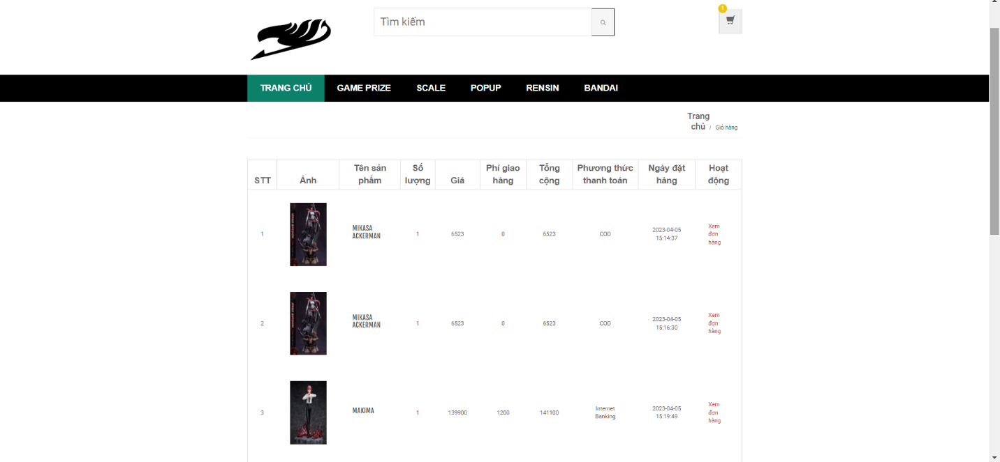 Tìm kiếm
1
TRANG CHỦ GAME PRIZE SCALE POPUP RENSIN BANDAI
Trang
chủ / Giỏ hàng
STT
Ảnh
Tên sản
phẩm
Số
lượng
Giá
Phí giao
hàng
Tổng
cộng
Phương thức
thanh toán
Ngày đặt
hàng
Hoạt
động
1
MIKASA
ACKERMAN
1
6523
0
6523
COD
2023-04-05
15:14:37
Xem
đơn
hàng
2
MIKASA
ACKERMAN
1
6523
0
6523
COD
2023-04-05
15:16:30
Xem
đơn
hàng
3
MAKIMA
1
139900
1200
141100
Internet
Banking
2023-04-05
15:19:49
Xem
đơn
hàng